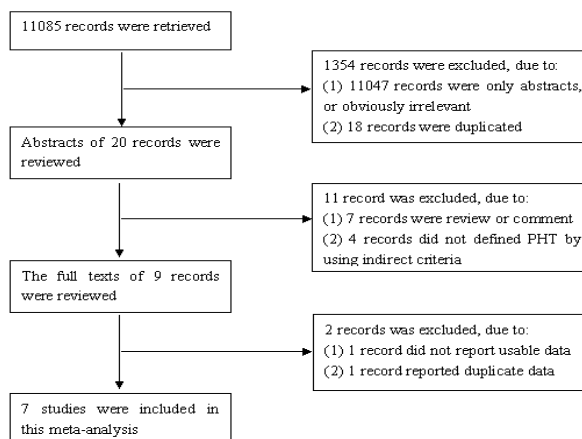 11085 records were retrieved
1354 records were excluded, due to:
(1) 11047 records were only abstracts,
or obviously irrelevant
(2) 18 records were duplicated
Abstracts of 20 records were
reviewed
11 record was excluded, due to:
(1) 7 records were review or comment
(2) 4 records did not defined PHT by
using indirect criteria
The full texts of 9 records
were reviewed
2 records was excluded, due to:
(1) 1 record did not report usable data
(2) 1 record reported duplicate data
7 studies were included in
this meta-analysis